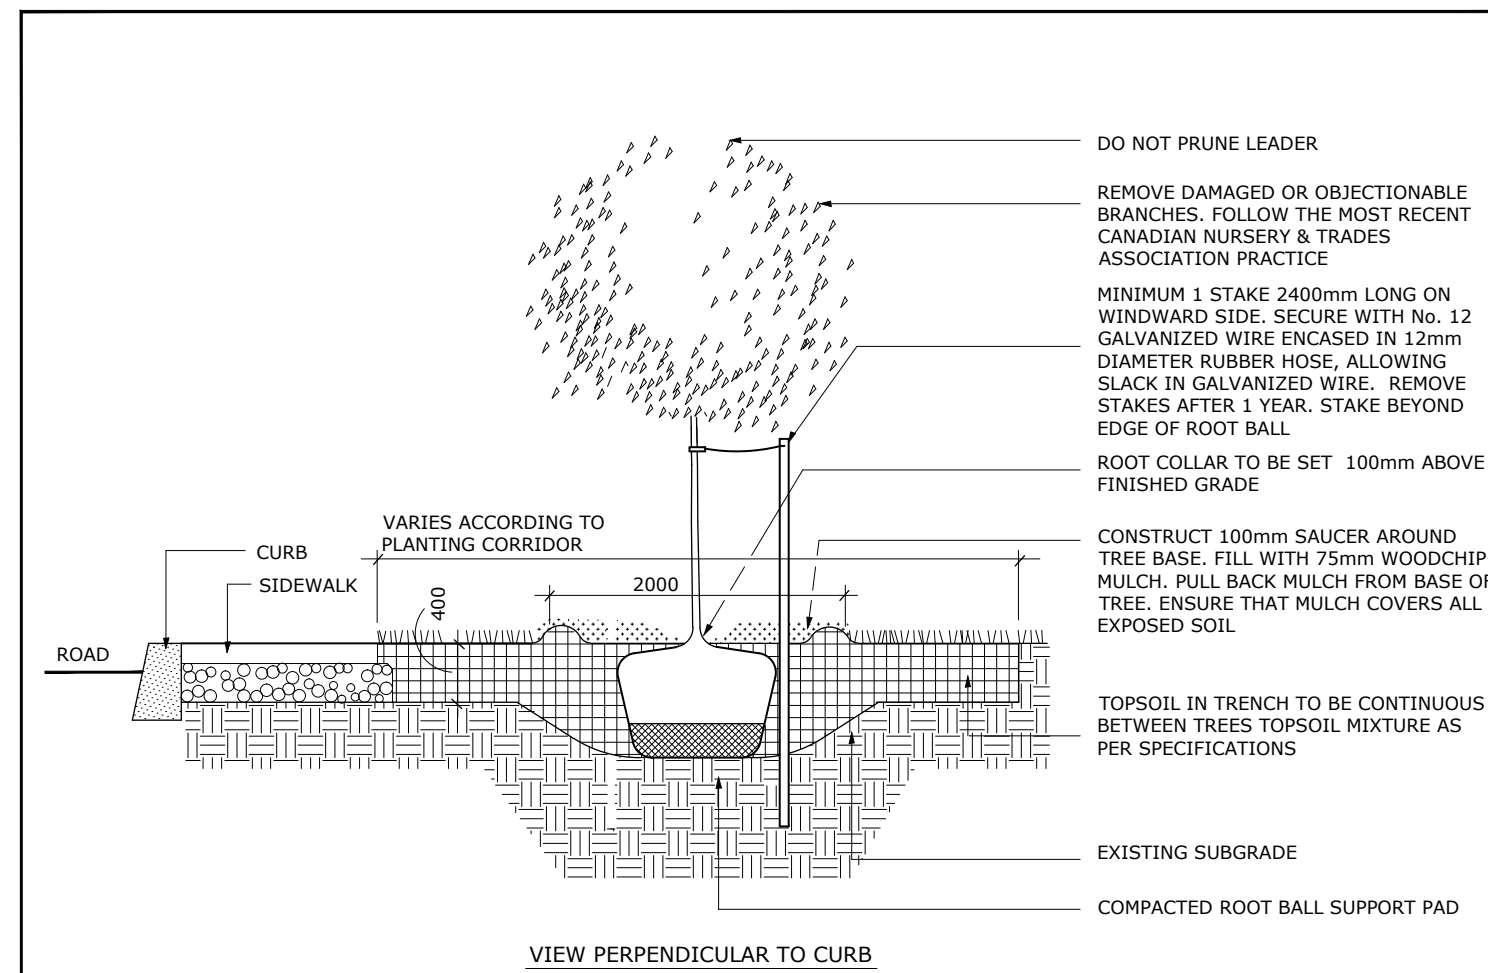 DO NOT PRUNE LEADER
REMOVE DAMAGED OR OBJECTIONABLE
BRANCHES. FOLLOW THE MOST RECENT
CANADIAN NURSERY & TRADES
ASSOCIATION PRACTICE
MINIMUM 1 STAKE 2400mm LONG ON
WINDWARD SIDE. SECURE WITH No. 12
GALVANIZED WIRE ENCASED IN 12mm
DIAMETER RUBBER HOSE, ALLOWING
SLACK IN GALVANIZED WIRE. REMOVE
STAKES AFTER 1 YEAR. STAKE BEYOND
EDGE OF ROOT BALL
ROOT COLLAR TO BE SET 100mm ABOVE
FINISHED GRADE
VARIES ACCORDING TO
PLANTING CORRIDOR
CURB
SIDEWALK
2000
400
ROAD
CONSTRUCT 100mm SAUCER AROUND
TREE BASE. FILL WITH 75mm WOODCHIP
MULCH. PULL BACK MULCH FROM BASE OF
TREE. ENSURE THAT MULCH COVERS ALL
EXPOSED SOIL
TOPSOIL IN TRENCH TO BE CONTINUOUS
BETWEEN TREES TOPSOIL MIXTURE AS
PER SPECIFICATIONS
EXISTING SUBGRADE
COMPACTED ROOT BALL SUPPORT PAD
VIEW PERPENDICULAR TO CURB